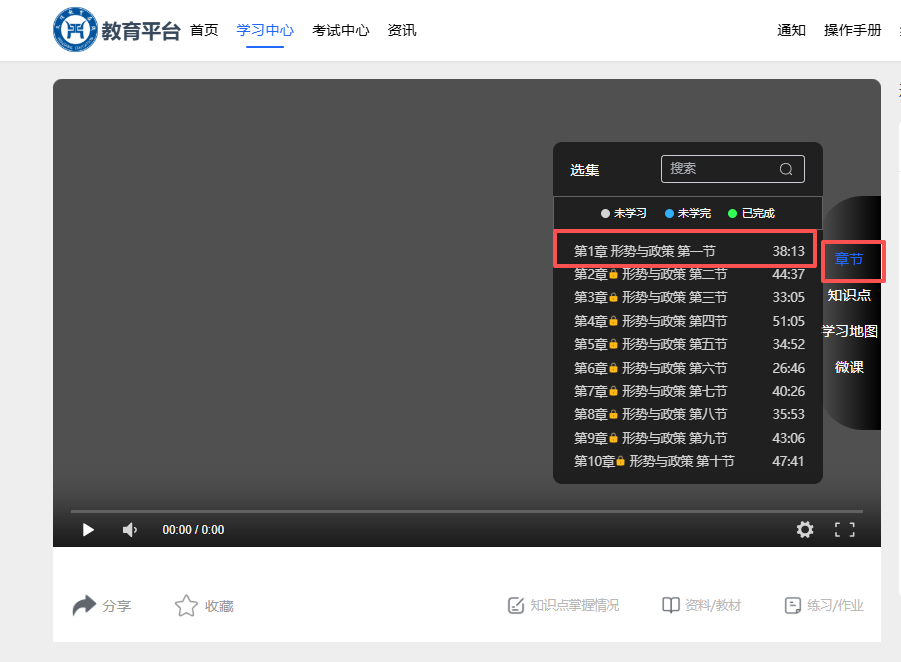 教育平台 首页 学习中心 考试中心 资讯 通知 操作手册
选集 搜索
未学习 未学完 已完成
第1章 形势与政策 第一节 38:13
第2章 形势与政策 第二节 44:37
第3章 形势与政策 第三节 33:05
第4章 形势与政策 第四节 51:05
第5章 形势与政策 第五节 34:52
第6章 形势与政策 第六节 26:46
第7章 形势与政策 第七节 40:26
第8章 形势与政策 第八节 35:53
第9章 形势与政策 第九节 43:06
第10章 形势与政策 第十节 47:41
章节
知识点
学习地图
微课
00:00 / 0:00
分享 收藏 知识点掌握情况 资料/教材 练习/作业